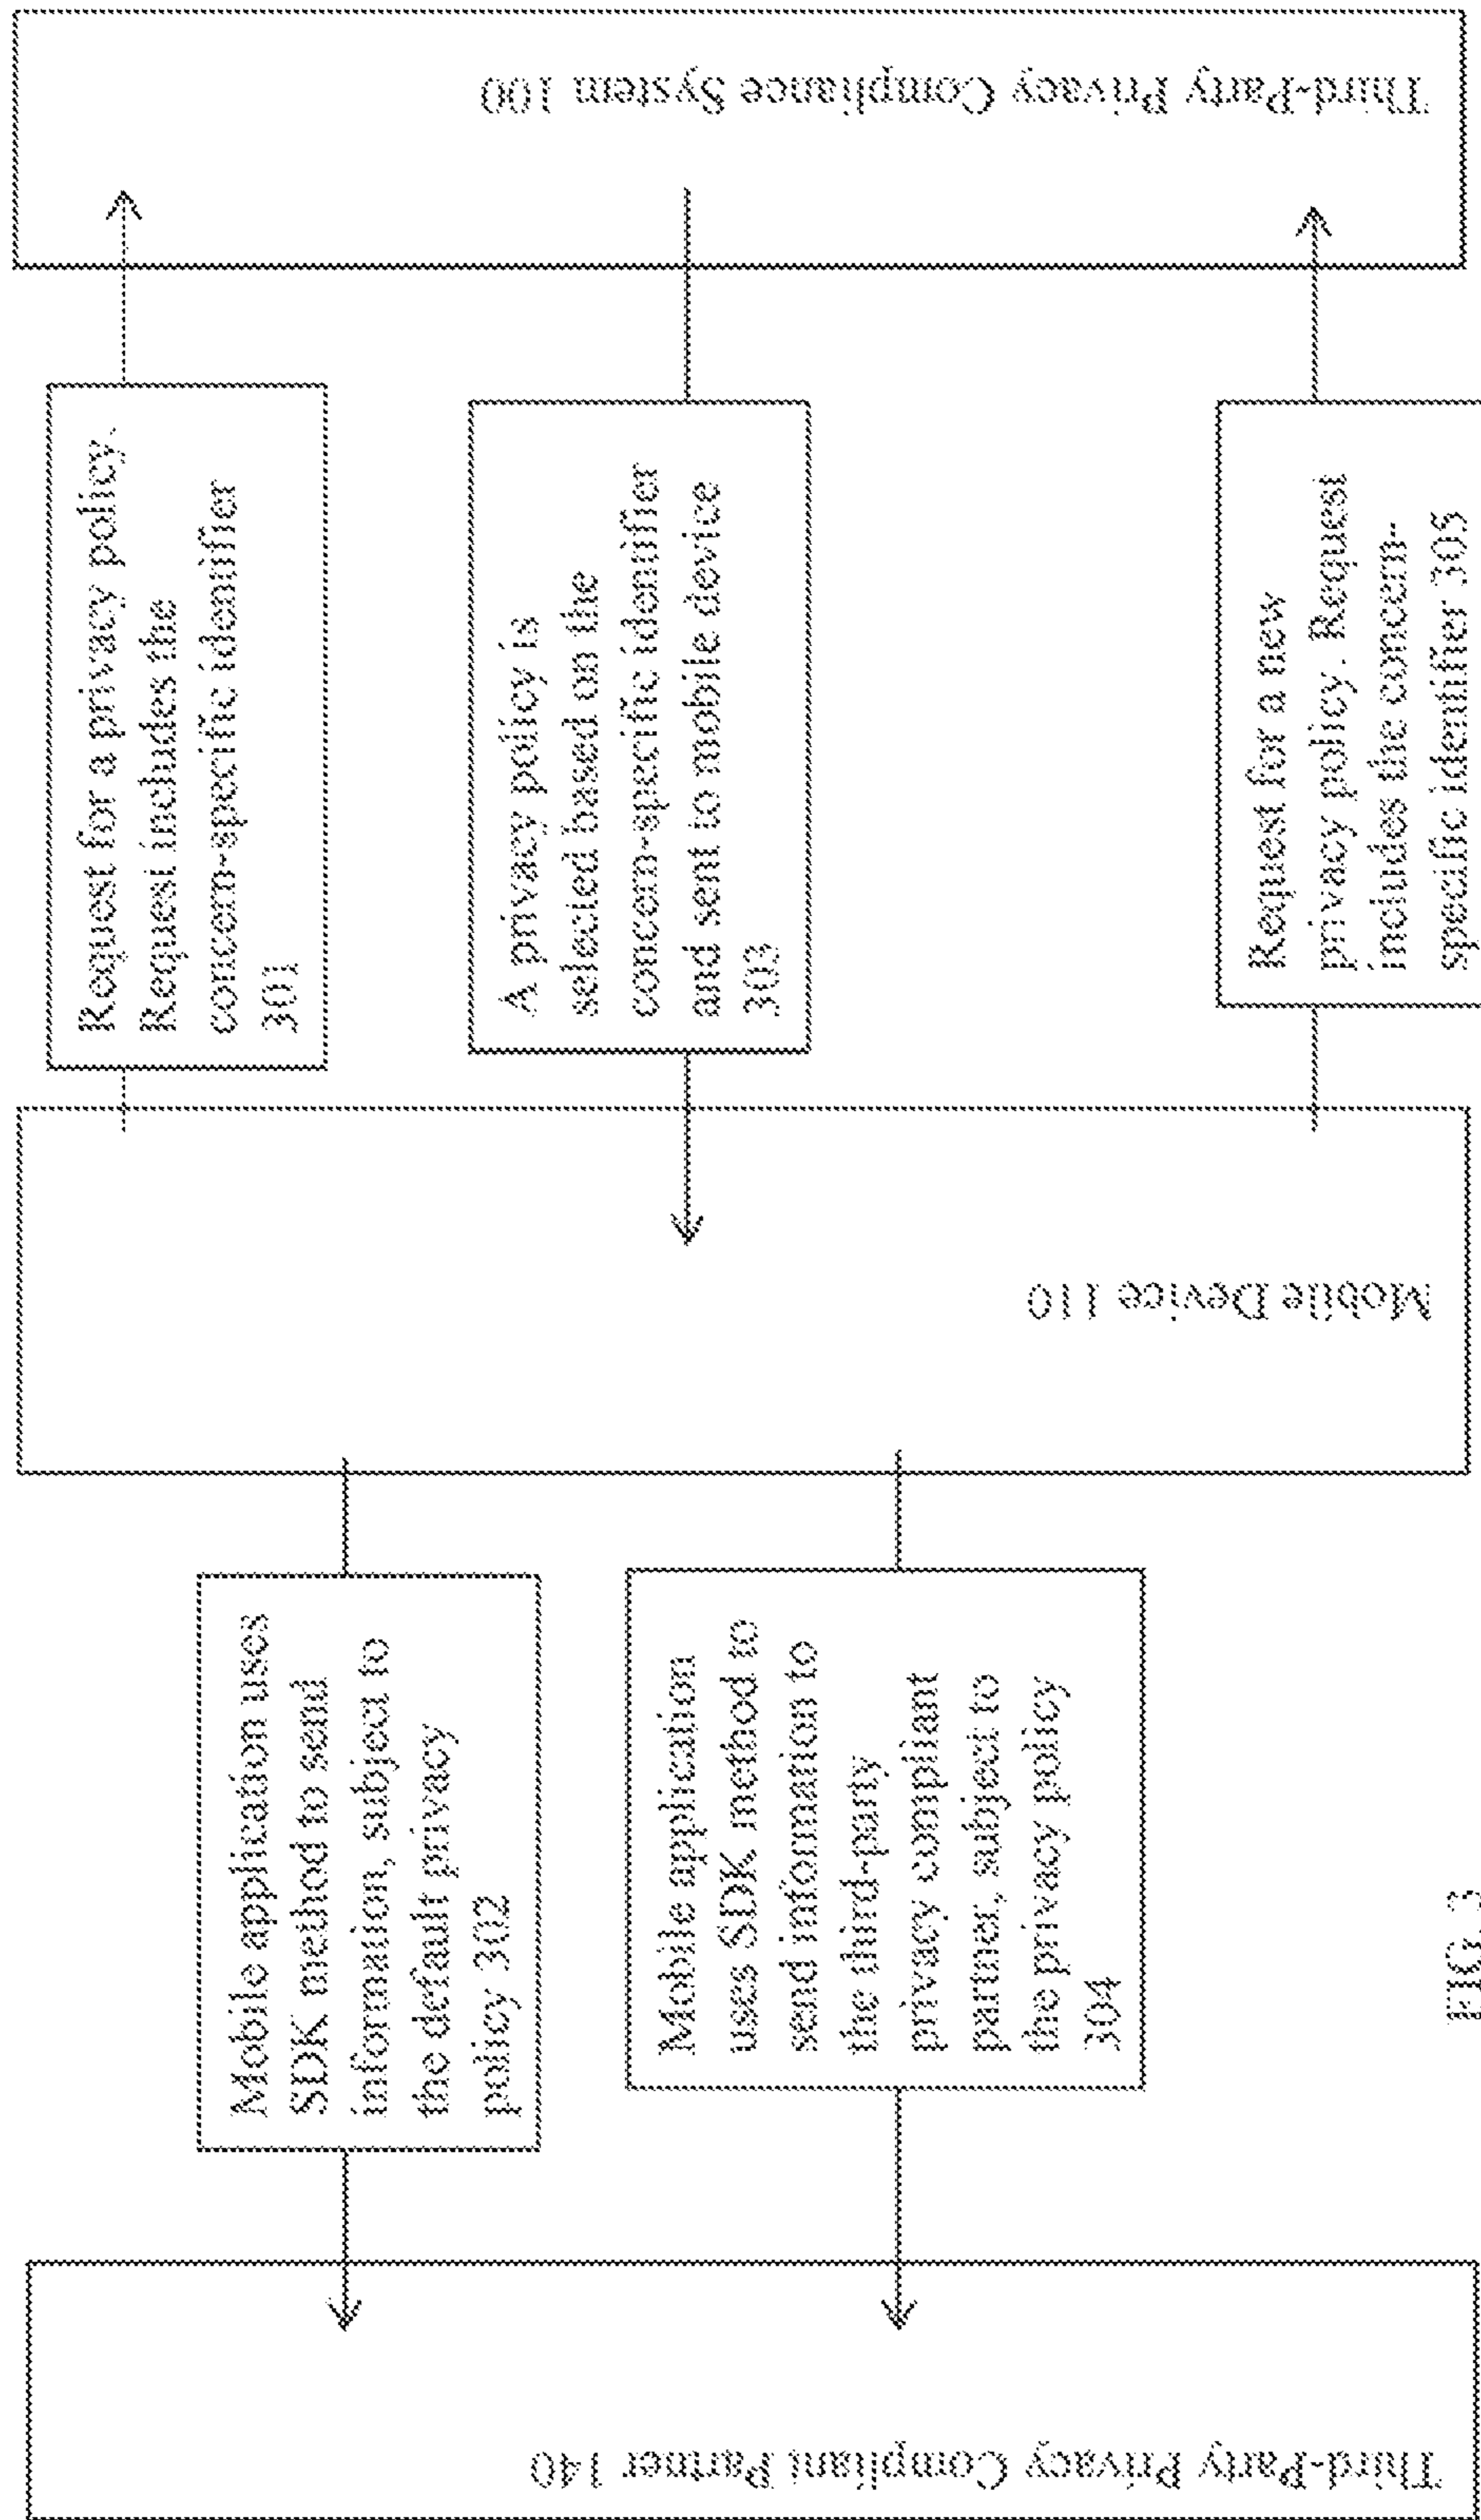 Third-Party Privacy Compliant Partner 140
Mobile Device 110
Third-Party Privacy Compliance System 100
Request for a privacy policy.
Request includes the
concern-specific identifier
301
Mobile application uses
SDK method to send
information, subject to
the default privacy
policy 302
A privacy policy is
selected based on the
concern-specific identifier
and sent to mobile device
303
Mobile application
uses SDK method to
send information to
the third-party
privacy compliant
partner, subject to
the privacy policy
304
Request for a new
privacy policy. Request
includes the concern-
specific identifier 305
FIG. 3